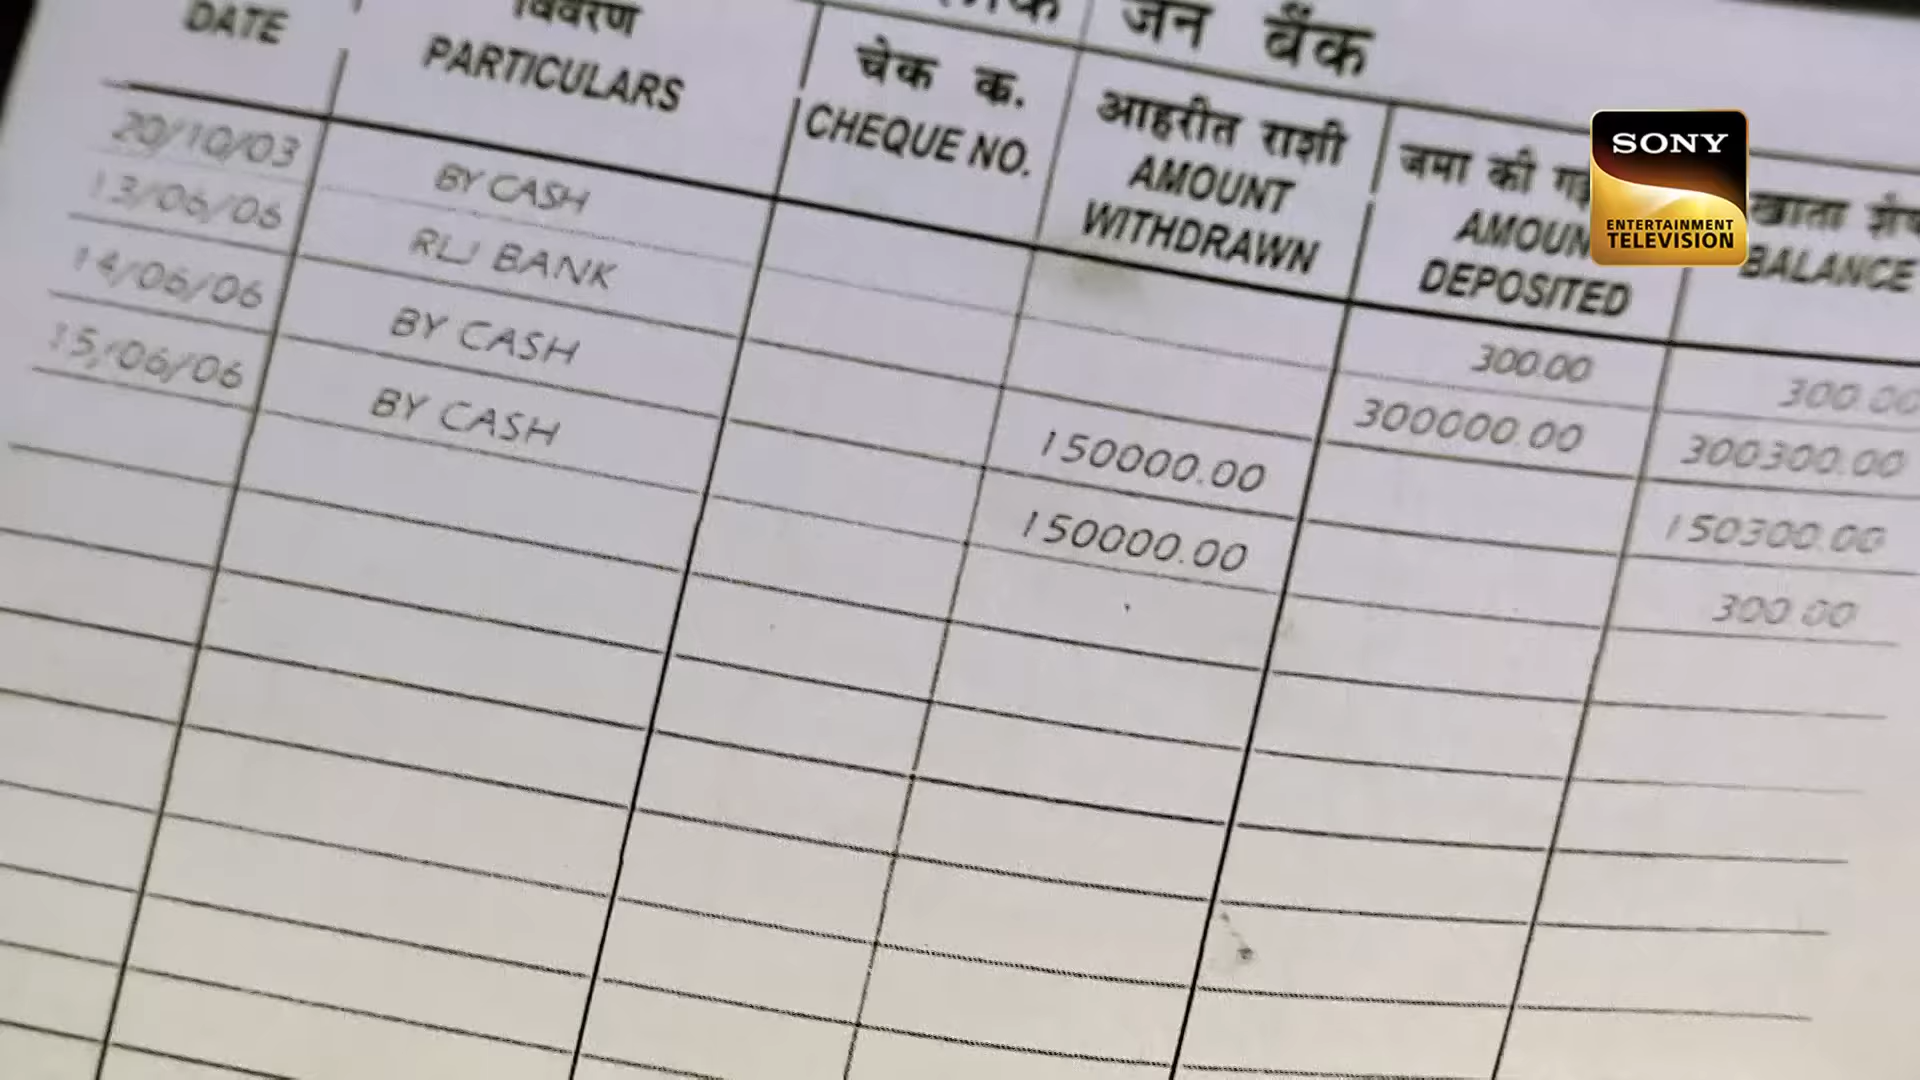 जन बैंक
DATE
विवरण
PARTICULARS
चेक क.
CHEQUE NO.
आहरीत राशी
AMOUNT
WITHDRAWN
जमा की
AMOUN
DEPOSITED
खाता
BALANCE
SONY
ENTERTAINMENT
TELEVISION
20/10/03 BY CASH 300.00 300.00
13/06/06 RLJ BANK 300000.00 300300.00
14/06/06 BY CASH 150000.00 150300.00
15/06/06 BY CASH 150000.00 300.00